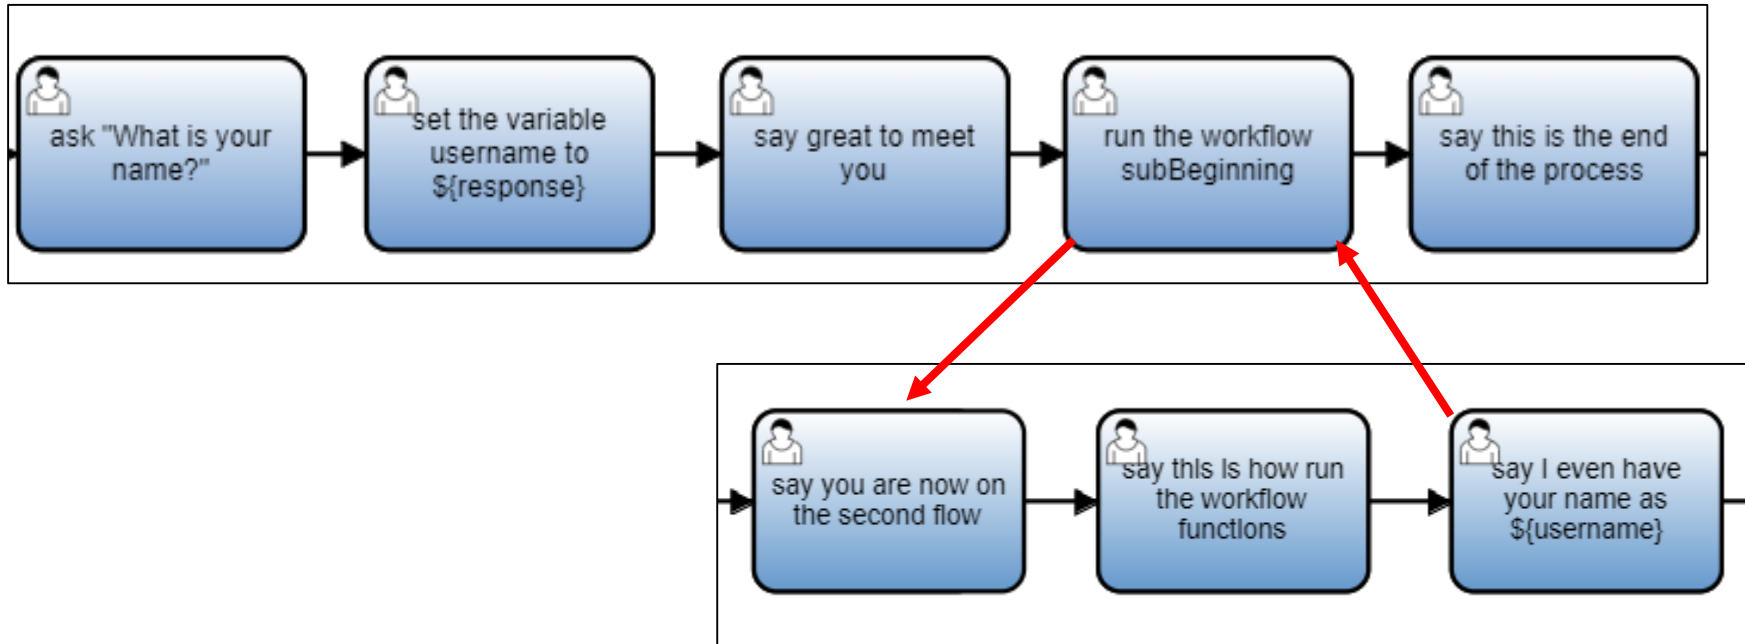 ask "What is your
name?"
set the variable
username to
${response}
say great to meet
you
run the workflow
subBeginning
say this is the end
of the process
say you are now on
the second flow
say this is how run
the workflow
functions
say I even have
your name as
${username}